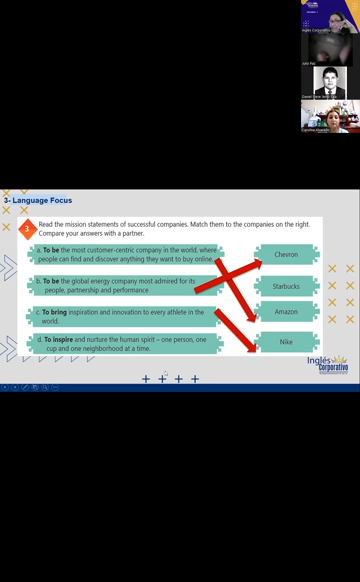 Inglés Corporativo
Carolina Alvarado
3- Language Focus
3
Read the mission statements of successful companies. Match them to the companies on the right.
Compare your answers with a partner.
a. To be the most customer-centric company in the world, where
people can find and discover anything they want to buy online.
Chevron
b. To be the global energy company most admired for its
people, partnership and performance
Starbucks
c. To bring inspiration and innovation to every athlete in the
world.
Amazon
d. To inspire and nurture the human spirit – one person, one
cup and one neighborhood at a time.
Nike
Inglés
Corporativo